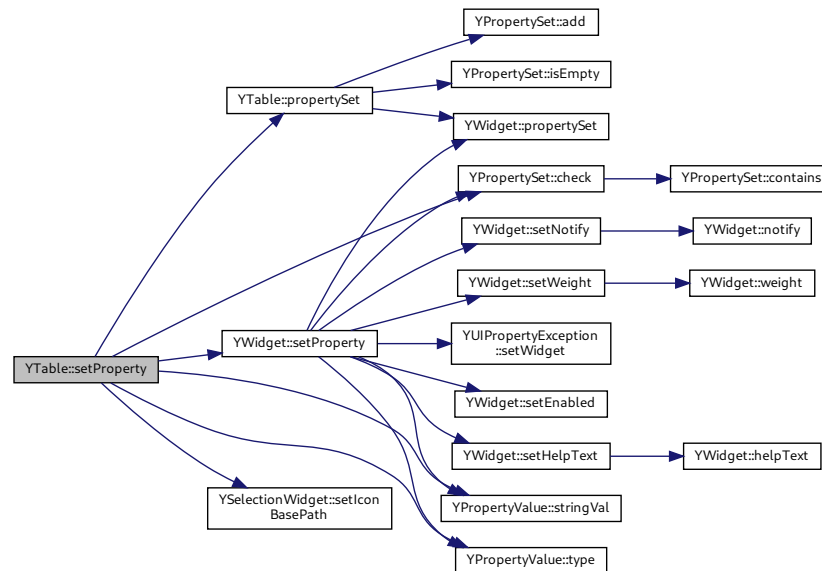 YPropertySet::add
YPropertySet::isEmpty
YTable::propertySet
YWidget::propertySet
YPropertySet::check
YPropertySet::contains
YWidget::setNotify
YWidget::notify
YWidget::setWeight
YWidget::weight
YWidget::setProperty
YUIPropertyException
::setWidget
YTable::setProperty
YWidget::setEnabled
YWidget::setHelpText
YWidget::helpText
YSelectionWidget::setIcon
BasePath
YPropertyValue::stringVal
YPropertyValue::type